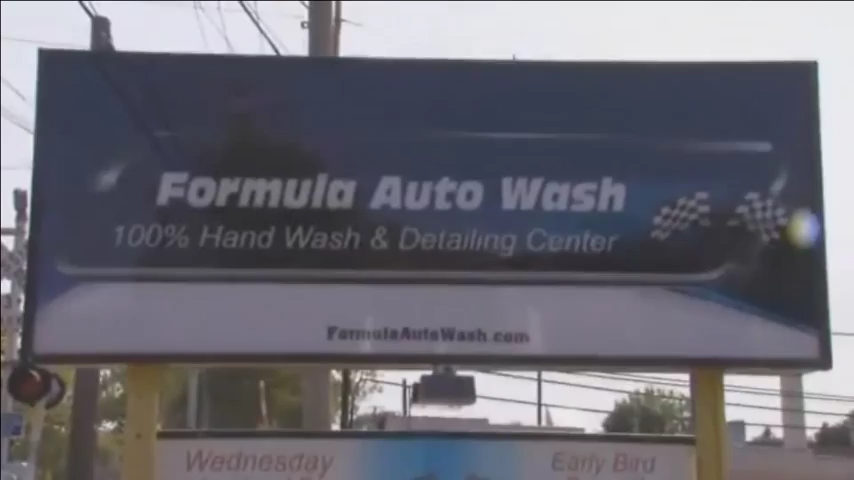 Formula Auto Wash
100% Hand Wash & Detailing Center
FormulaAutoWash.com
Wednesday
Early Bird